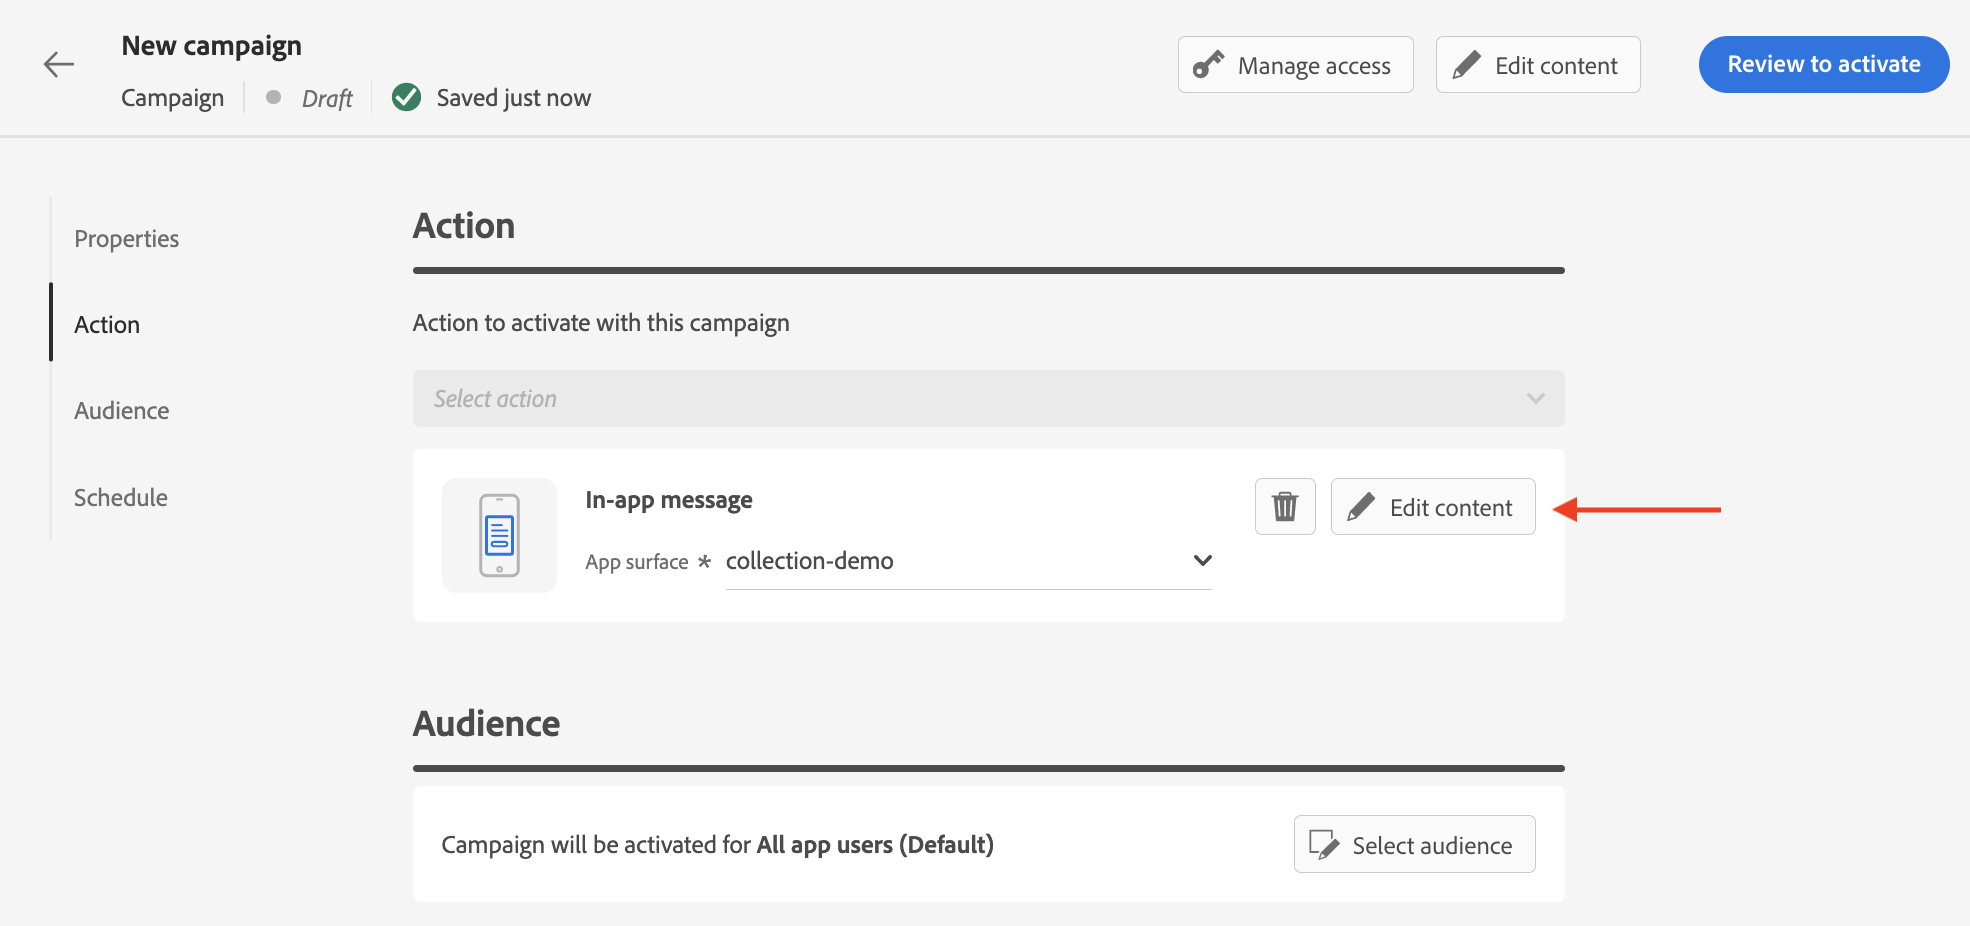 New campaign
Campaign Draft Saved just now
Manage access
Edit content
Review to activate
Properties
Action
Audience
Schedule
Action
Action to activate with this campaign
Select action
In-app message
App surface * collection-demo
Edit content
Audience
Campaign will be activated for All app users (Default)
Select audience